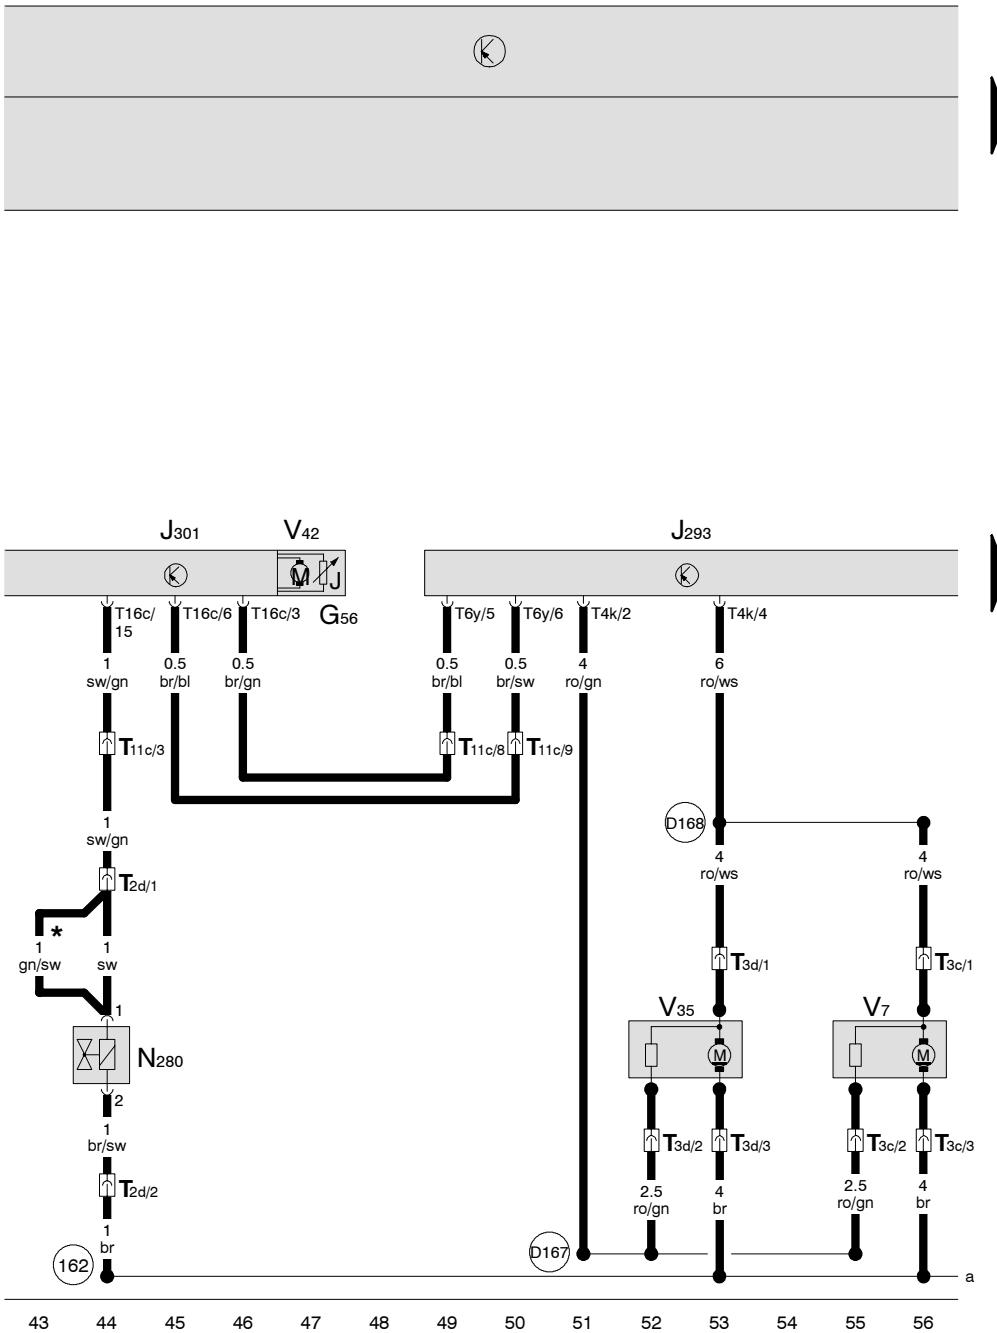 J301 V42 J293
M J
G56
T16c/15 T16c/6 T16c/3 T6y/5 T6y/6 T4k/2 T4k/4
1 0.5 0.5 0.5 0.5 4 6
sw/gn br/bl br/gn br/bl br/sw ro/gn ro/ws
T11c/3 T11c/8 T11c/9
1
sw/gn
D168
4 4
ro/ws ro/ws
T2d/1
*
1 1
gn/sw sw
T3d/1 T3c/1
1
V35 V7
N280
M M
2
1
br/sw
T3d/2 T3d/3 T3c/2 T3c/3
T2d/2
2.5 4 2.5 4
ro/gn br ro/gn br
1
br
162
D167
a
43 44 45 46 47 48 49 50 51 52 53 54 55 56